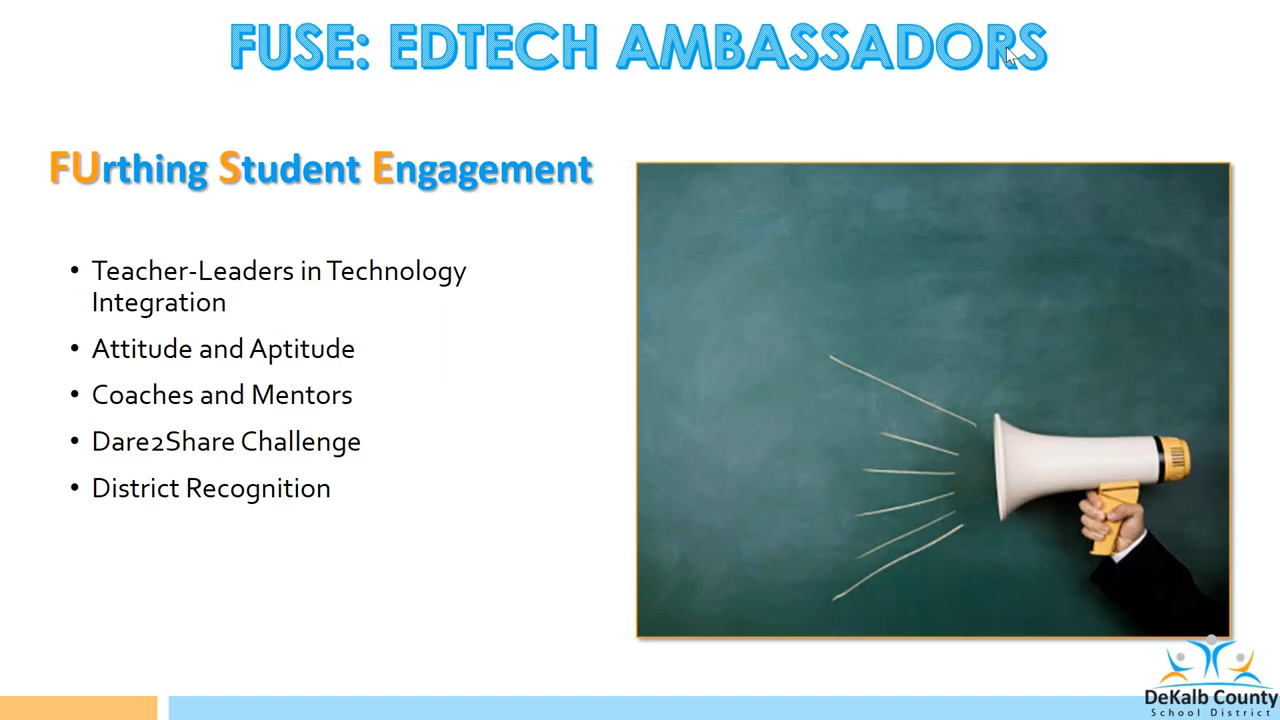 FUSE: EDTECH AMBASSADORS
FUrthing Student Engagement
• Teacher-Leaders in Technology
Integration
• Attitude and Aptitude
• Coaches and Mentors
• Dare2Share Challenge
• District Recognition
DeKalb County
School District